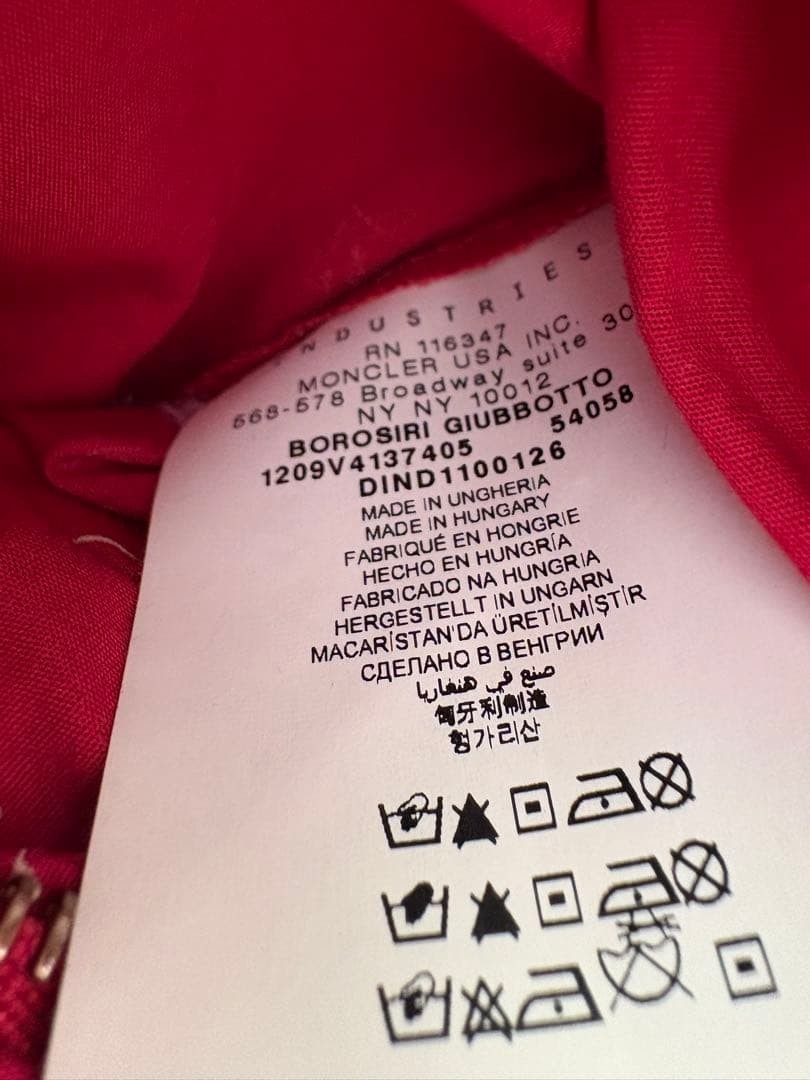 NDUSTRIES
RN 116347
MONCLER USA INC.
568-578 Broadway suite 30
NY NY 10012
BOROSIRI GIUBBOTTO
1209V4137405 54058
DIND1100126
MADE IN UNGHERIA
MADE IN HUNGARY
FABRIQUÉ EN HONGRIE
HECHO EN HUNGRÍA
FABRICADO NA HUNGRIA
HERGESTELLT IN UNGARN
MACARİSTAN'DA ÜRETİLMİŞTİR
СДЕЛАНО В ВЕНГРИИ
صنع في هنغاريا
匈牙利制造
헝가리산